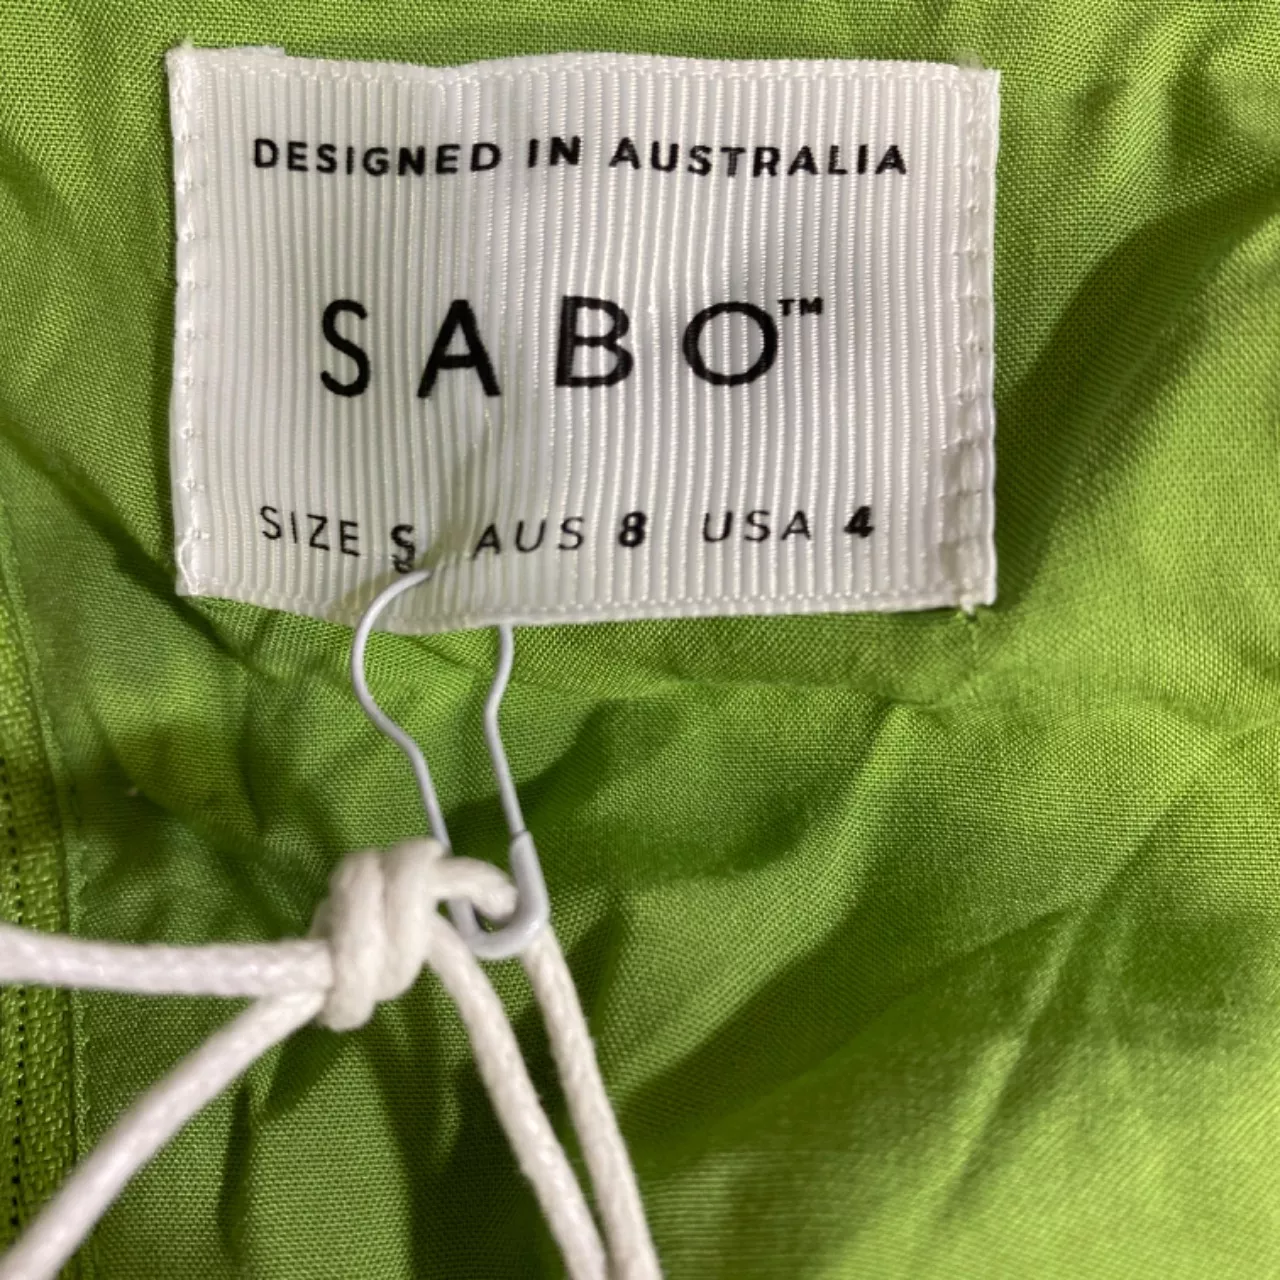 DESIGNED IN AUSTRALIA
SABO™
SIZE S AUS 8 USA 4